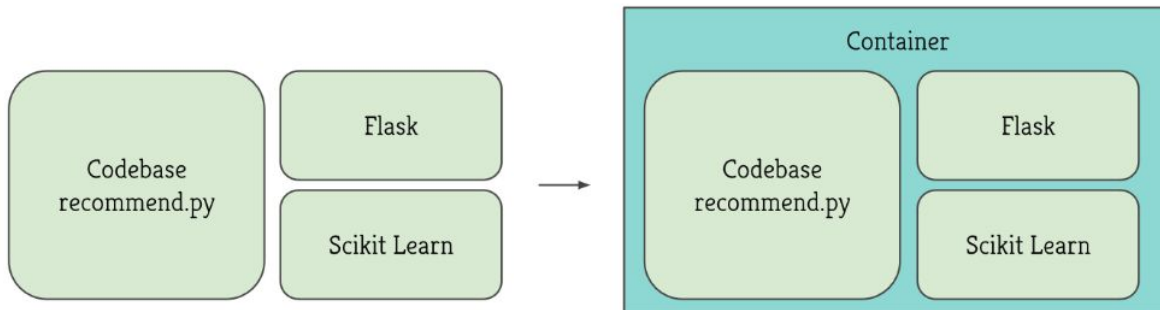 Codebase
recommend.py
Flask
Scikit Learn
Container
Codebase
recommend.py
Flask
Scikit Learn